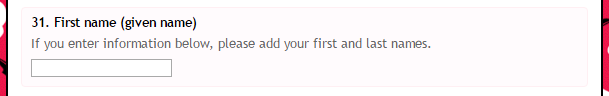 31. First name (given name)
If you enter information below, please add your first and last names.